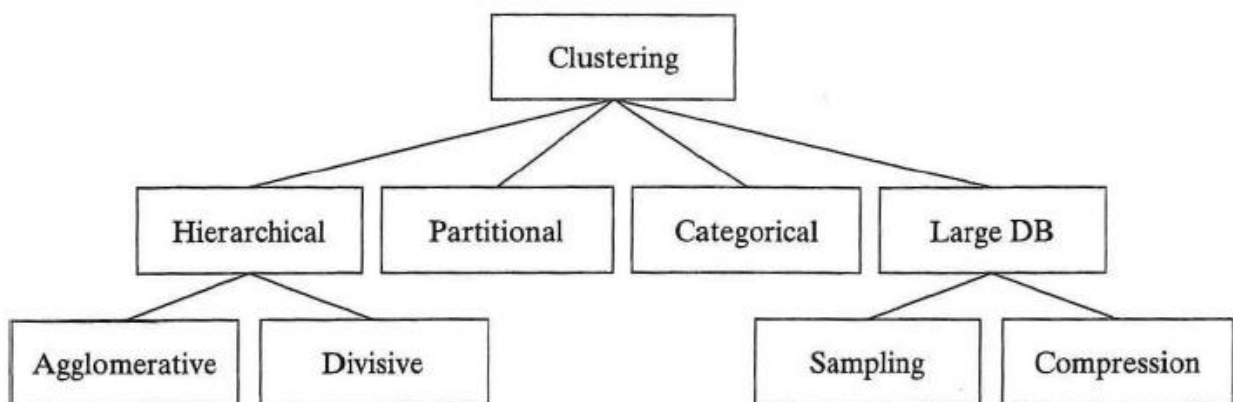 Clustering
Hierarchical
Partitional
Categorical
Large DB
Agglomerative
Divisive
Sampling
Compression